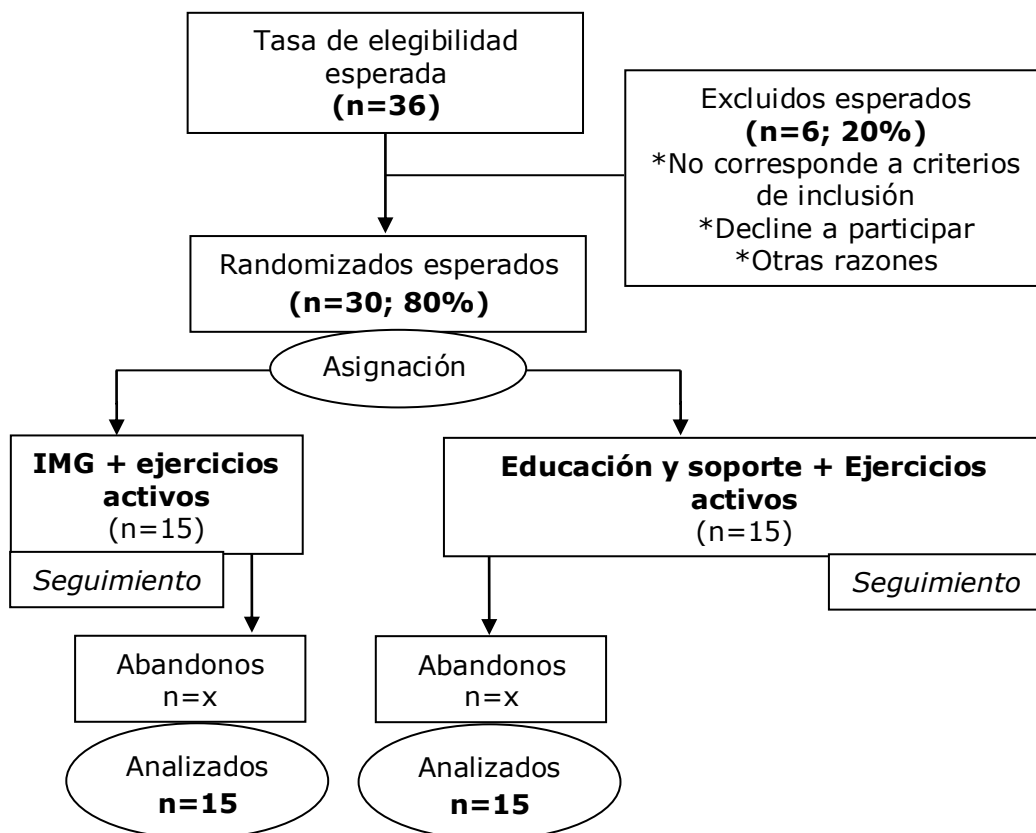 Tasa de elegibilidad
esperada
(n=36)
Excluidos esperados
(n=6; 20%)
*No corresponde a criterios
de inclusión
*Decline a participar
*Otras razones
Randomizados esperados
(n=30; 80%)
Asignación
IMG + ejercicios
activos
(n=15)
Seguimiento
Educación y soporte + Ejercicios
activos
(n=15)
Seguimiento
Abandonos
n=x
Abandonos
n=x
Analizados
n=15
Analizados
n=15